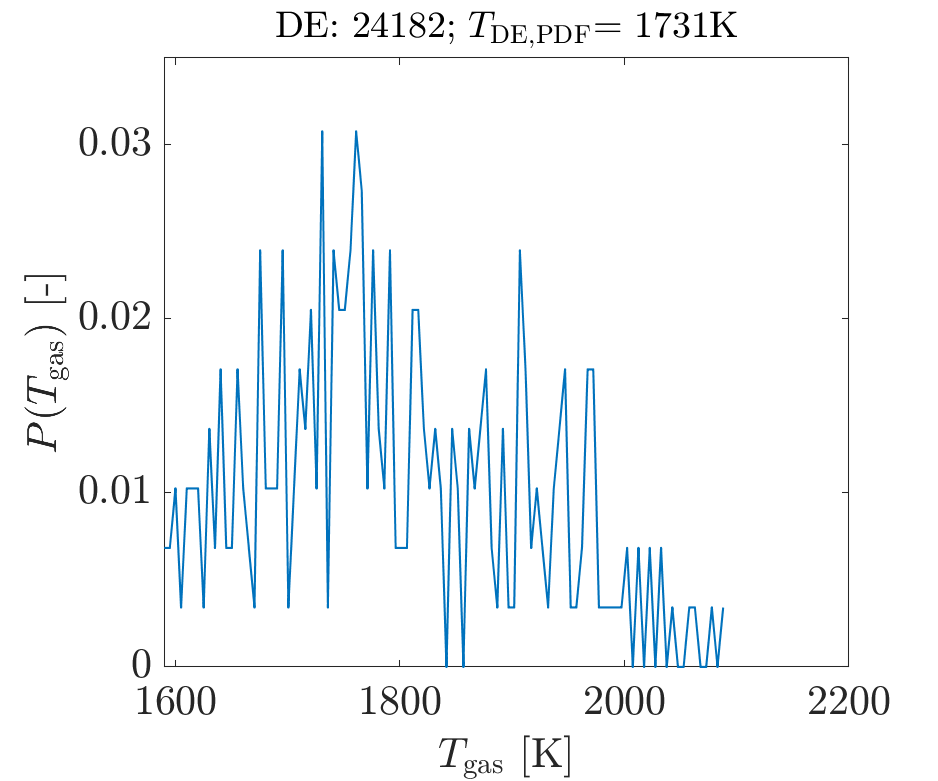 DE: 24182; T_DE,PDF= 1731K
P(T_gas) [-]
0.03
0.02
0.01
0
1600 1800 2000 2200
T_gas [K]